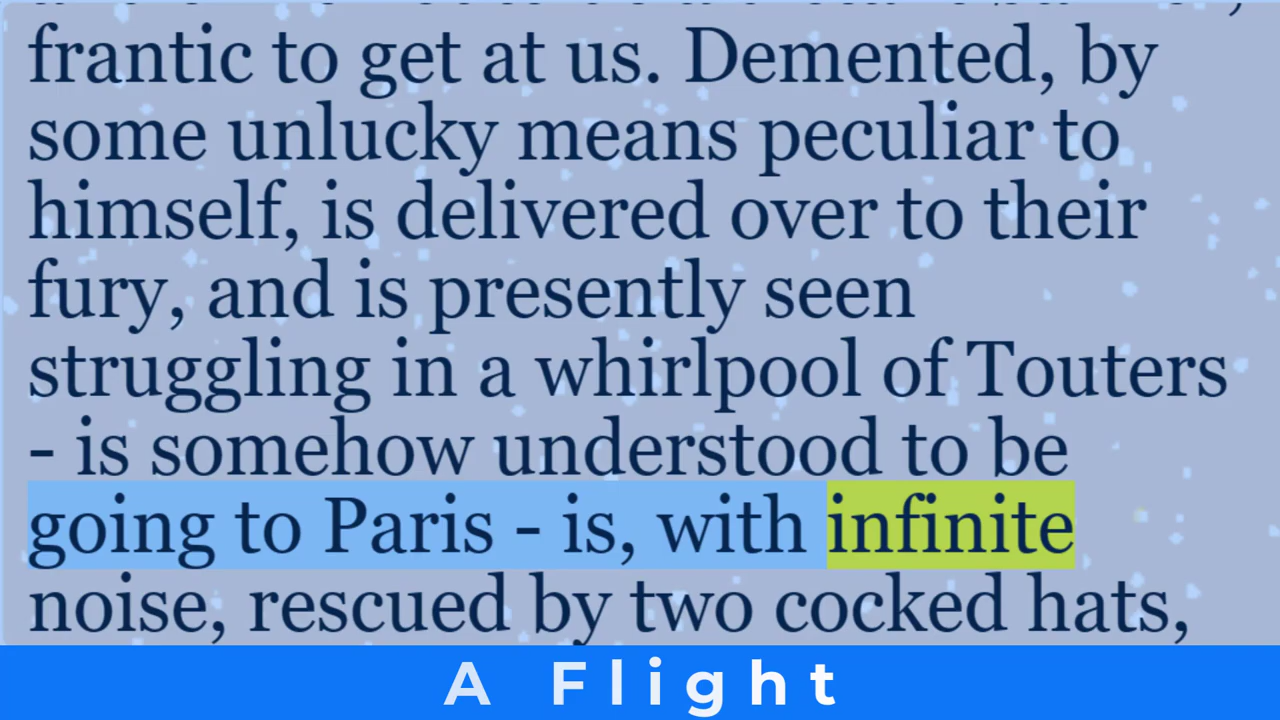 frantic to get at us. Demented, by
some unlucky means peculiar to
himself, is delivered over to their
fury, and is presently seen
struggling in a whirlpool of Touters
- is somehow understood to be
going to Paris - is, with infinite
noise, rescued by two cocked hats,
A Flight